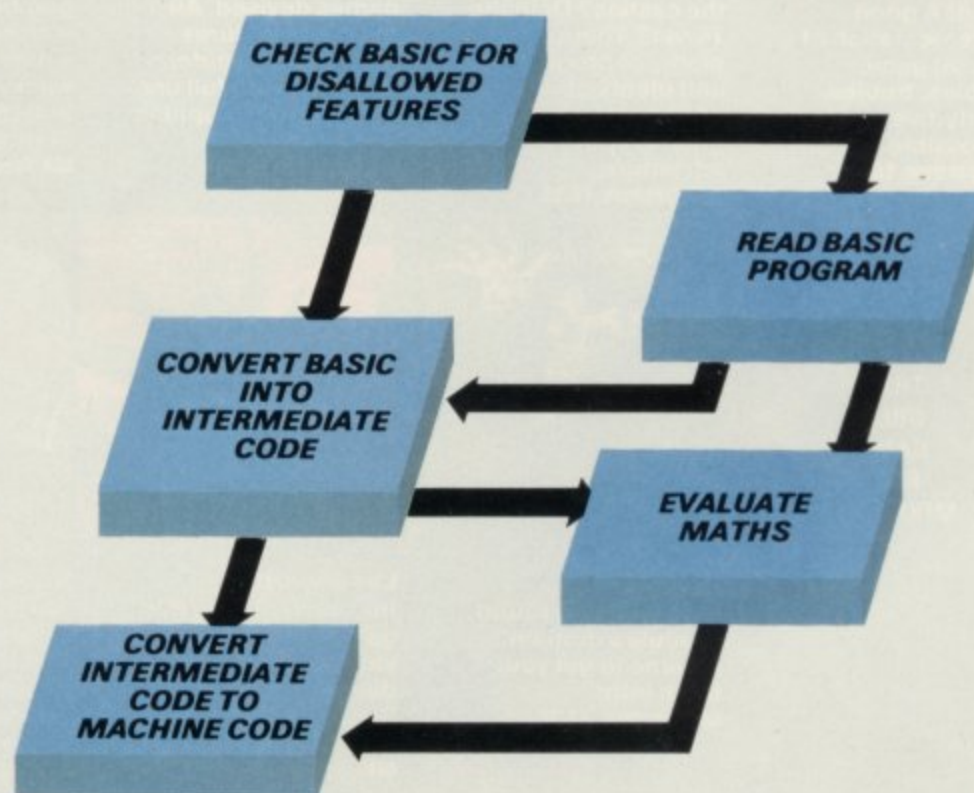 CHECK BASIC FOR
DISALLOWED
FEATURES
READ BASIC
PROGRAM
CONVERT BASIC
INTO
INTERMEDIATE
CODE
EVALUATE
MATHS
CONVERT
INTERMEDIATE
CODE TO
MACHINE CODE